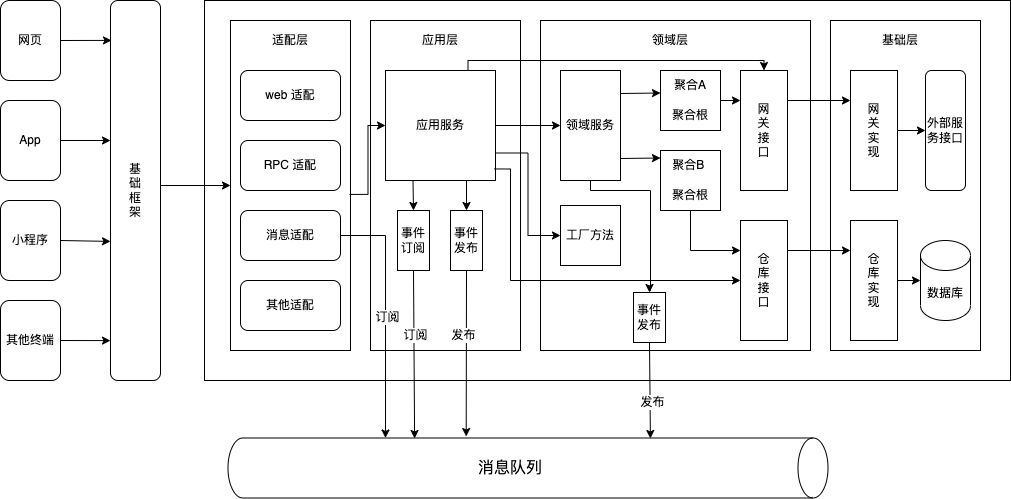 网页
App
小程序
其他终端
基础框架
适配层
web 适配
RPC 适配
消息适配
其他适配
应用层
应用服务
事件
订阅
事件
发布
订阅
订阅
发布
领域层
领域服务
工厂方法
聚合A
聚合根
聚合B
聚合根
网关接口
仓库接口
事件
发布
发布
基础层
网关实现
外部服
务接口
仓库实现
数据库
消息队列